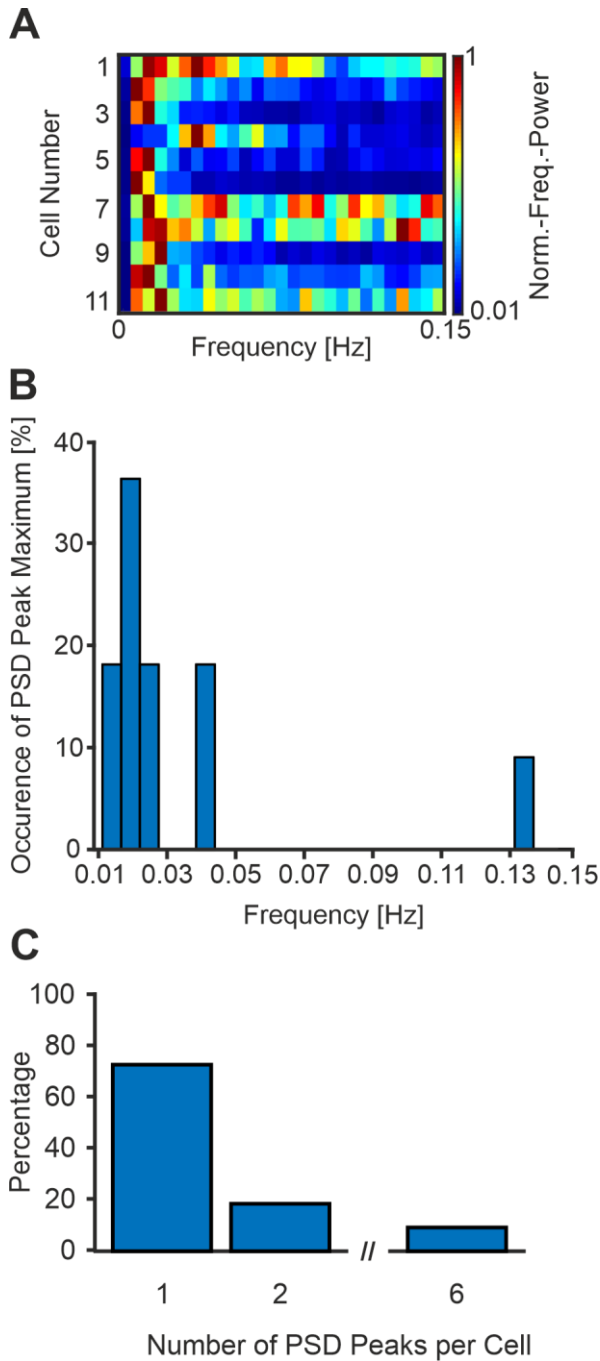 A
Cell Number
1
3
5
7
9
11
0
0.15
Frequency [Hz]
1
0.01
Norm.-Freq.-Power
B
Occurence of PSD Peak Maximum [%]
40
30
20
10
0
0.01 0.03 0.05 0.07 0.09 0.11 0.13 0.15
Frequency [Hz]
C
Percentage
100
80
60
40
20
0
//
1 2 6
Number of PSD Peaks per Cell